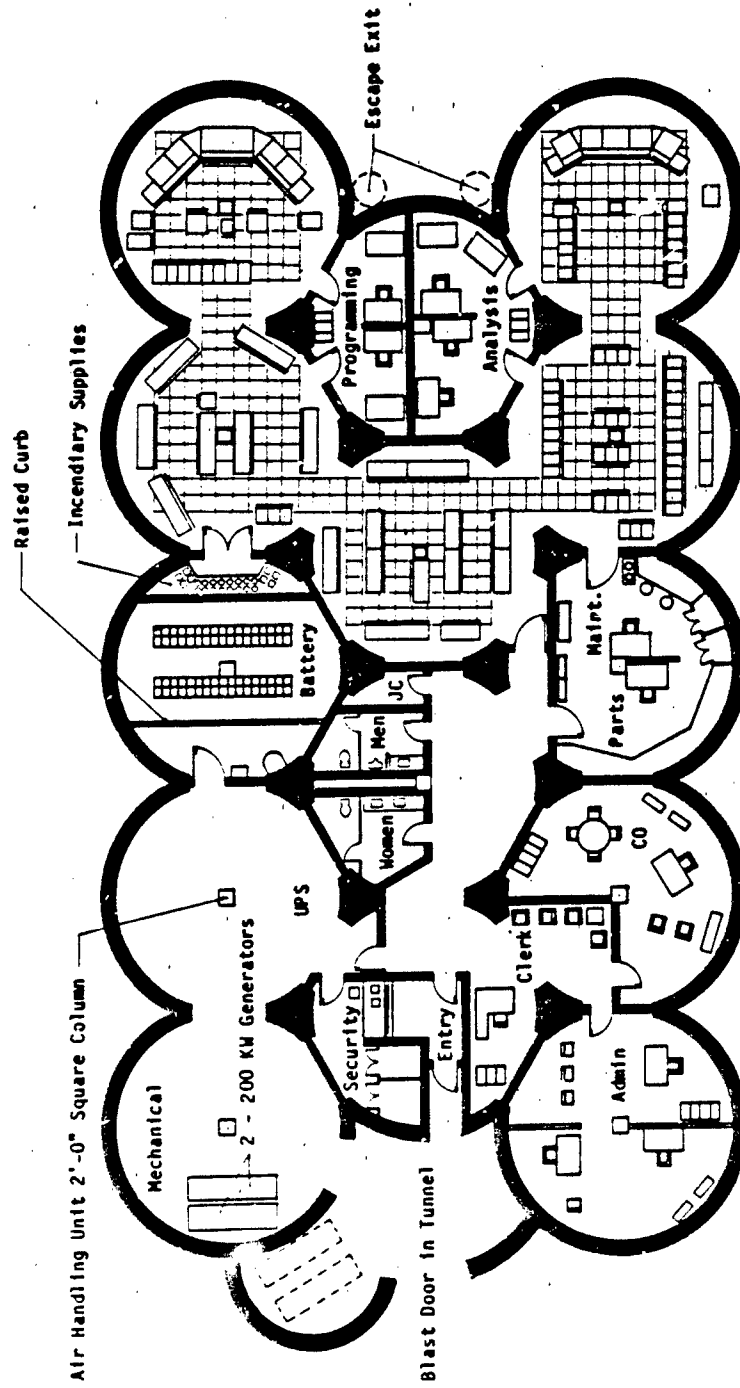 Air Handling Unit 2'-0" Square Column
Raised Curb
Incendiary Supplies
Escape Exit
Mechanical
2 - 200 KW Generators
UPS
Battery
Programming
Analysis
Security
Entry
Women
Men
JC
Blast Door in Tunnel
Clerk
Admin
CO
Parts
Maint.